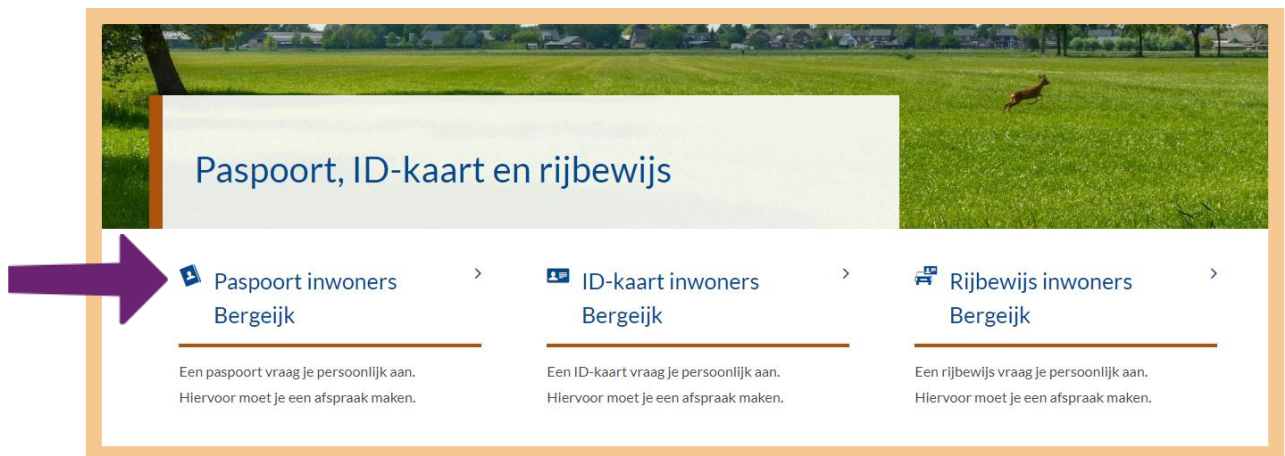 Paspoort, ID-kaart en rijbewijs
Paspoort inwoners
Bergeijk
Een paspoort vraag je persoonlijk aan.
Hiervoor moet je een afspraak maken.
ID-kaart inwoners
Bergeijk
Een ID-kaart vraag je persoonlijk aan.
Hiervoor moet je een afspraak maken.
Rijbewijs inwoners
Bergeijk
Een rijbewijs vraag je persoonlijk aan.
Hiervoor moet je een afspraak maken.